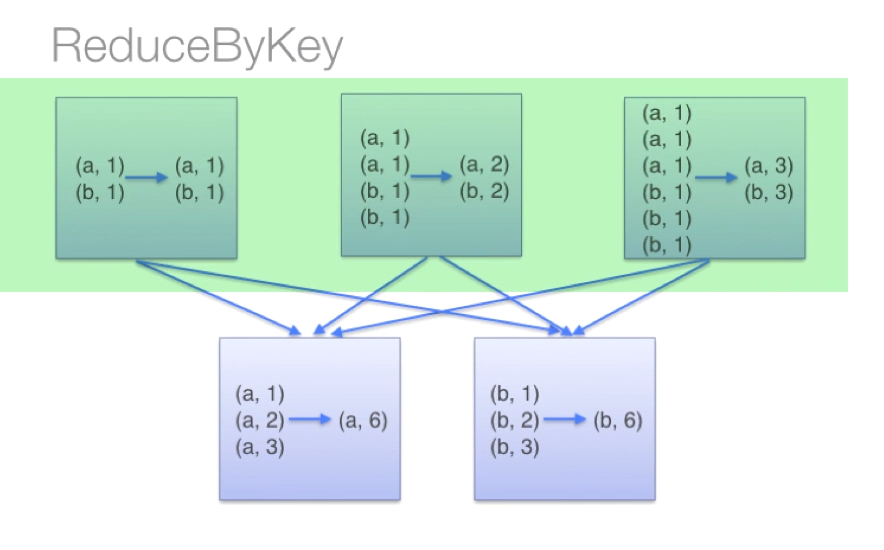 ReduceByKey
(a, 1) (a, 1)
(b, 1) (b, 1)
(a, 1)
(a, 1) (a, 2)
(b, 1) (b, 2)
(b, 1)
(a, 1)
(a, 1)
(a, 1) (a, 3)
(b, 1) (b, 3)
(b, 1)
(b, 1)
(a, 1)
(a, 2) (a, 6)
(a, 3)
(b, 1)
(b, 2) (b, 6)
(b, 3)